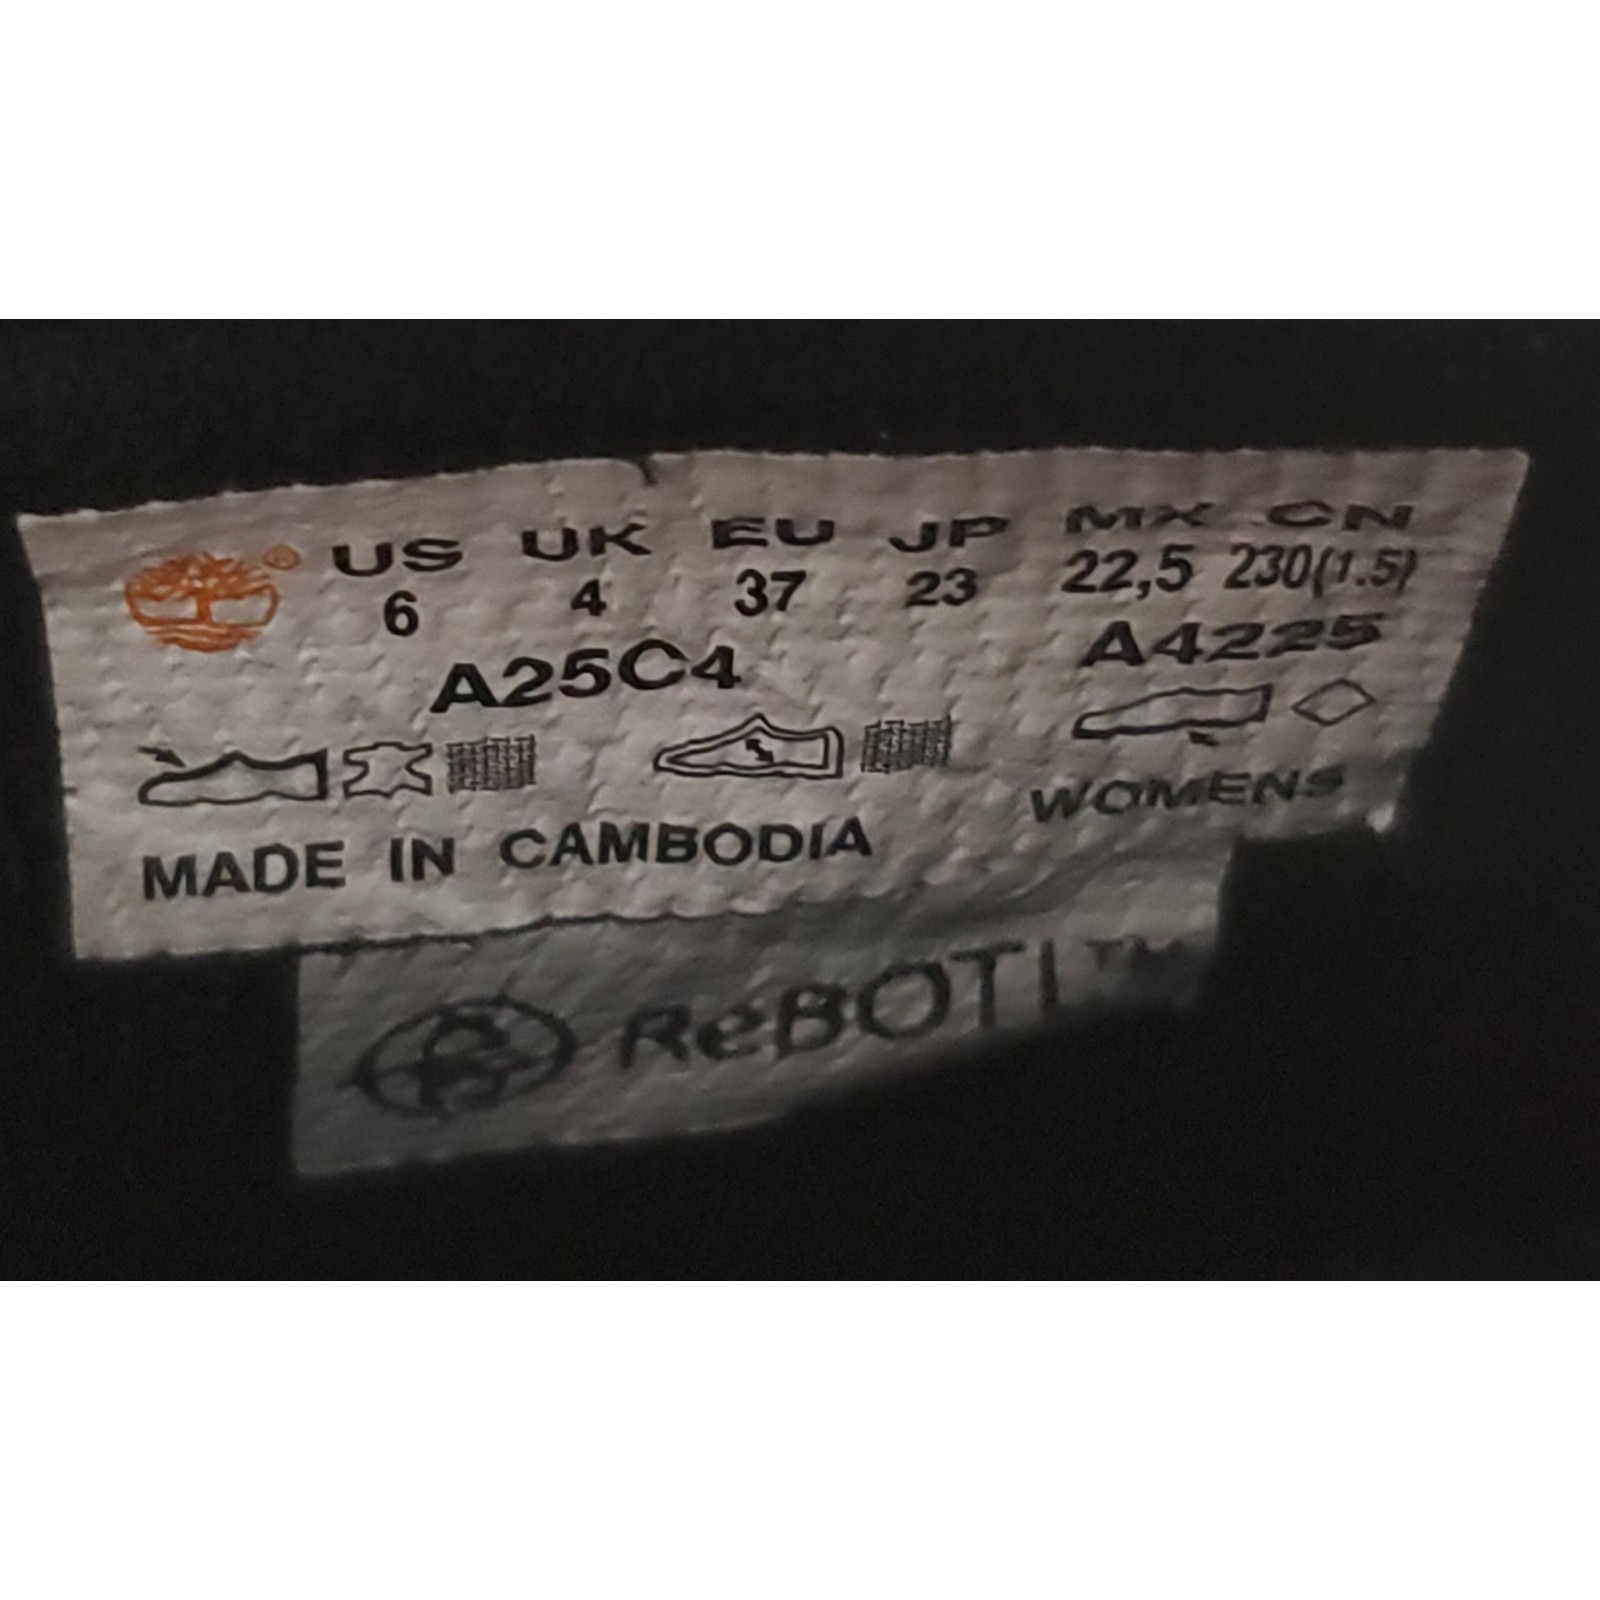 US UK EU JP MX CN
6 4 37 23 22,5 230(1.5)
A25C4 A4225
WOMENS
MADE IN CAMBODIA
ReBOTL™